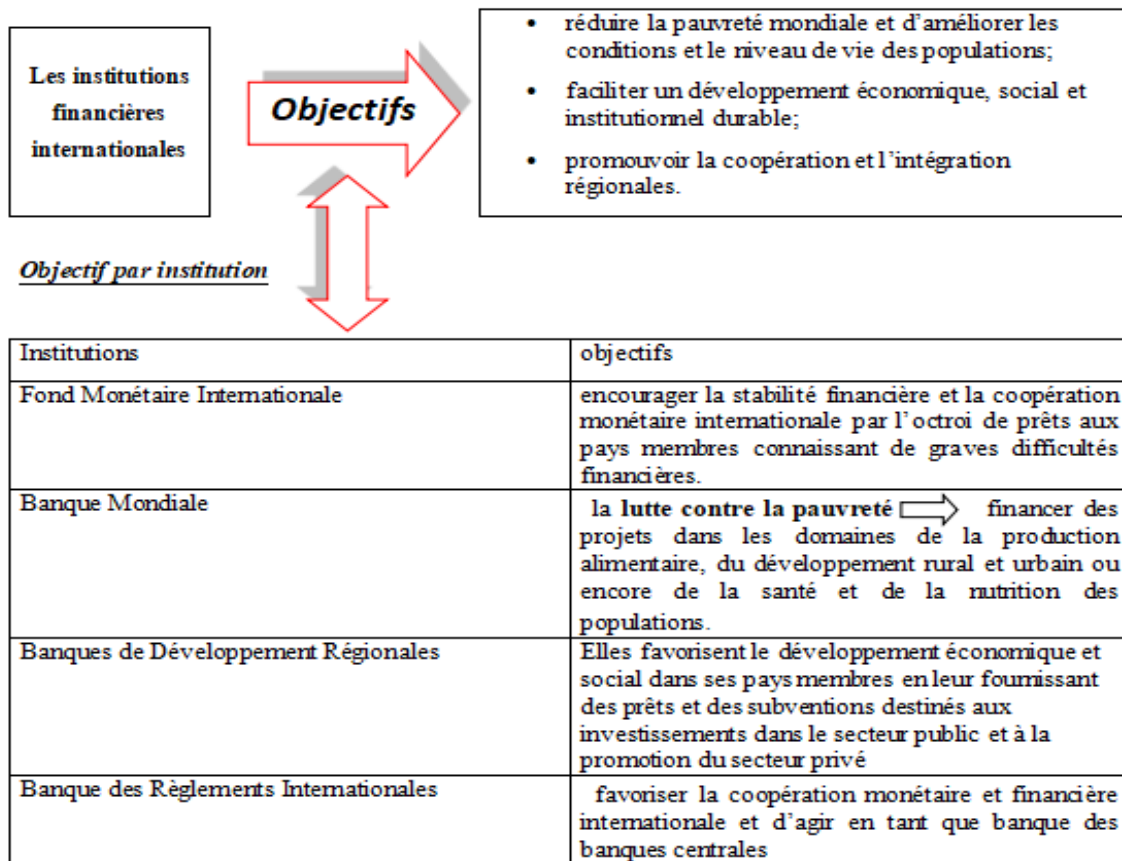 Les institutions
financières
internationales
Objectifs
• réduire la pauvreté mondiale et d'améliorer les
conditions et le niveau de vie des populations;
• faciliter un développement économique, social et
institutionnel durable;
• promouvoir la coopération et l'intégration
régionales.
Objectif par institution
Institutions
objectifs
Fond Monétaire Internationale
encourager la stabilité financière et la coopération
monétaire internationale par l'octroi de prêts aux
pays membres connaissant de graves difficultés
financières.
Banque Mondiale
la lutte contre la pauvreté financer des
projets dans les domaines de la production
alimentaire, du développement rural et urbain ou
encore de la santé et de la nutrition des
populations.
Banques de Développement Régionales
Elles favorisent le développement économique et
social dans ses pays membres en leur fournissant
des prêts et des subventions destinés aux
investissements dans le secteur public et à la
promotion du secteur privé
Banque des Règlements Internationales
favoriser la coopération monétaire et financière
internationale et d'agir en tant que banque des
banques centrales